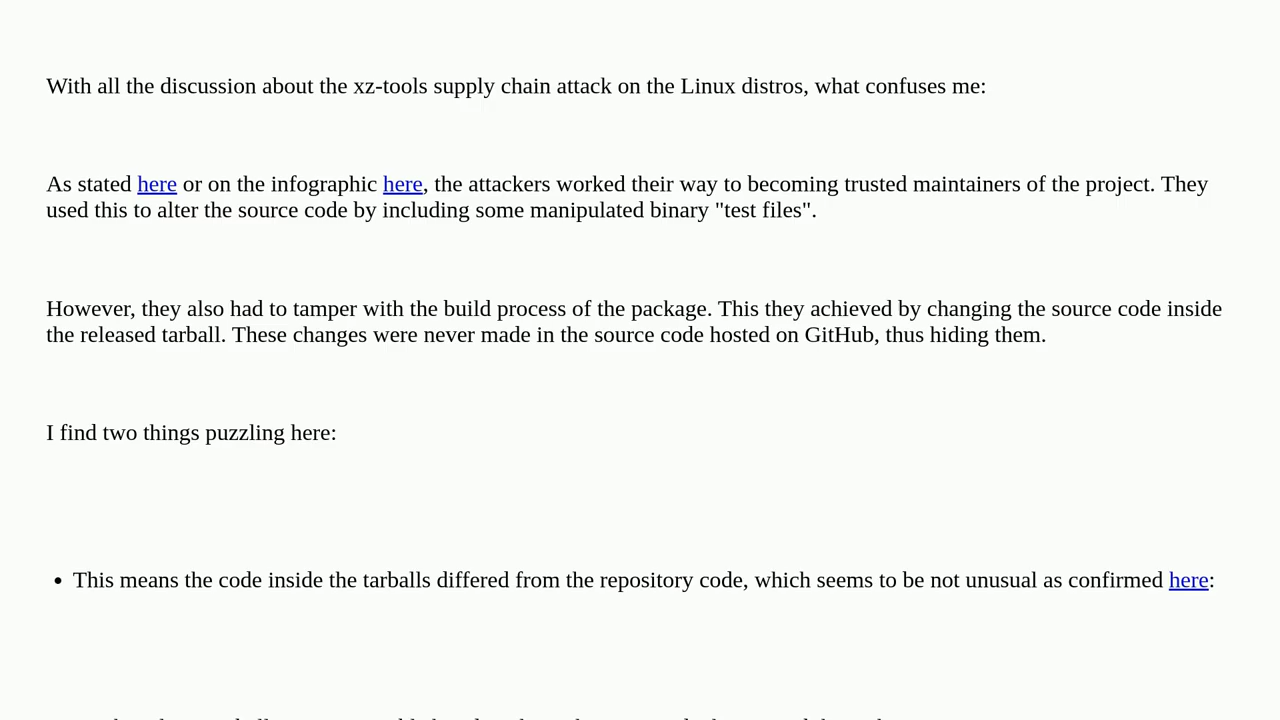 With all the discussion about the xz-tools supply chain attack on the Linux distros, what confuses me:
As stated here or on the infographic here, the attackers worked their way to becoming trusted maintainers of the project. They
used this to alter the source code by including some manipulated binary "test files".
However, they also had to tamper with the build process of the package. This they achieved by changing the source code inside
the released tarball. These changes were never made in the source code hosted on GitHub, thus hiding them.
I find two things puzzling here:
• This means the code inside the tarballs differed from the repository code, which seems to be not unusual as confirmed here: